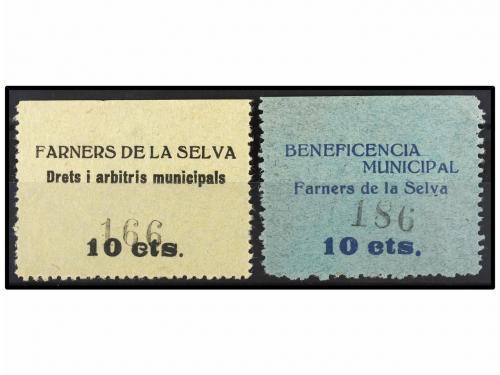 FARNERS DE LA SELVA
Drets i arbitris municipals
166
10 cts.
BENEFICENCIA
MUNICIPAL
Farners de la Selva
186
10 cts.